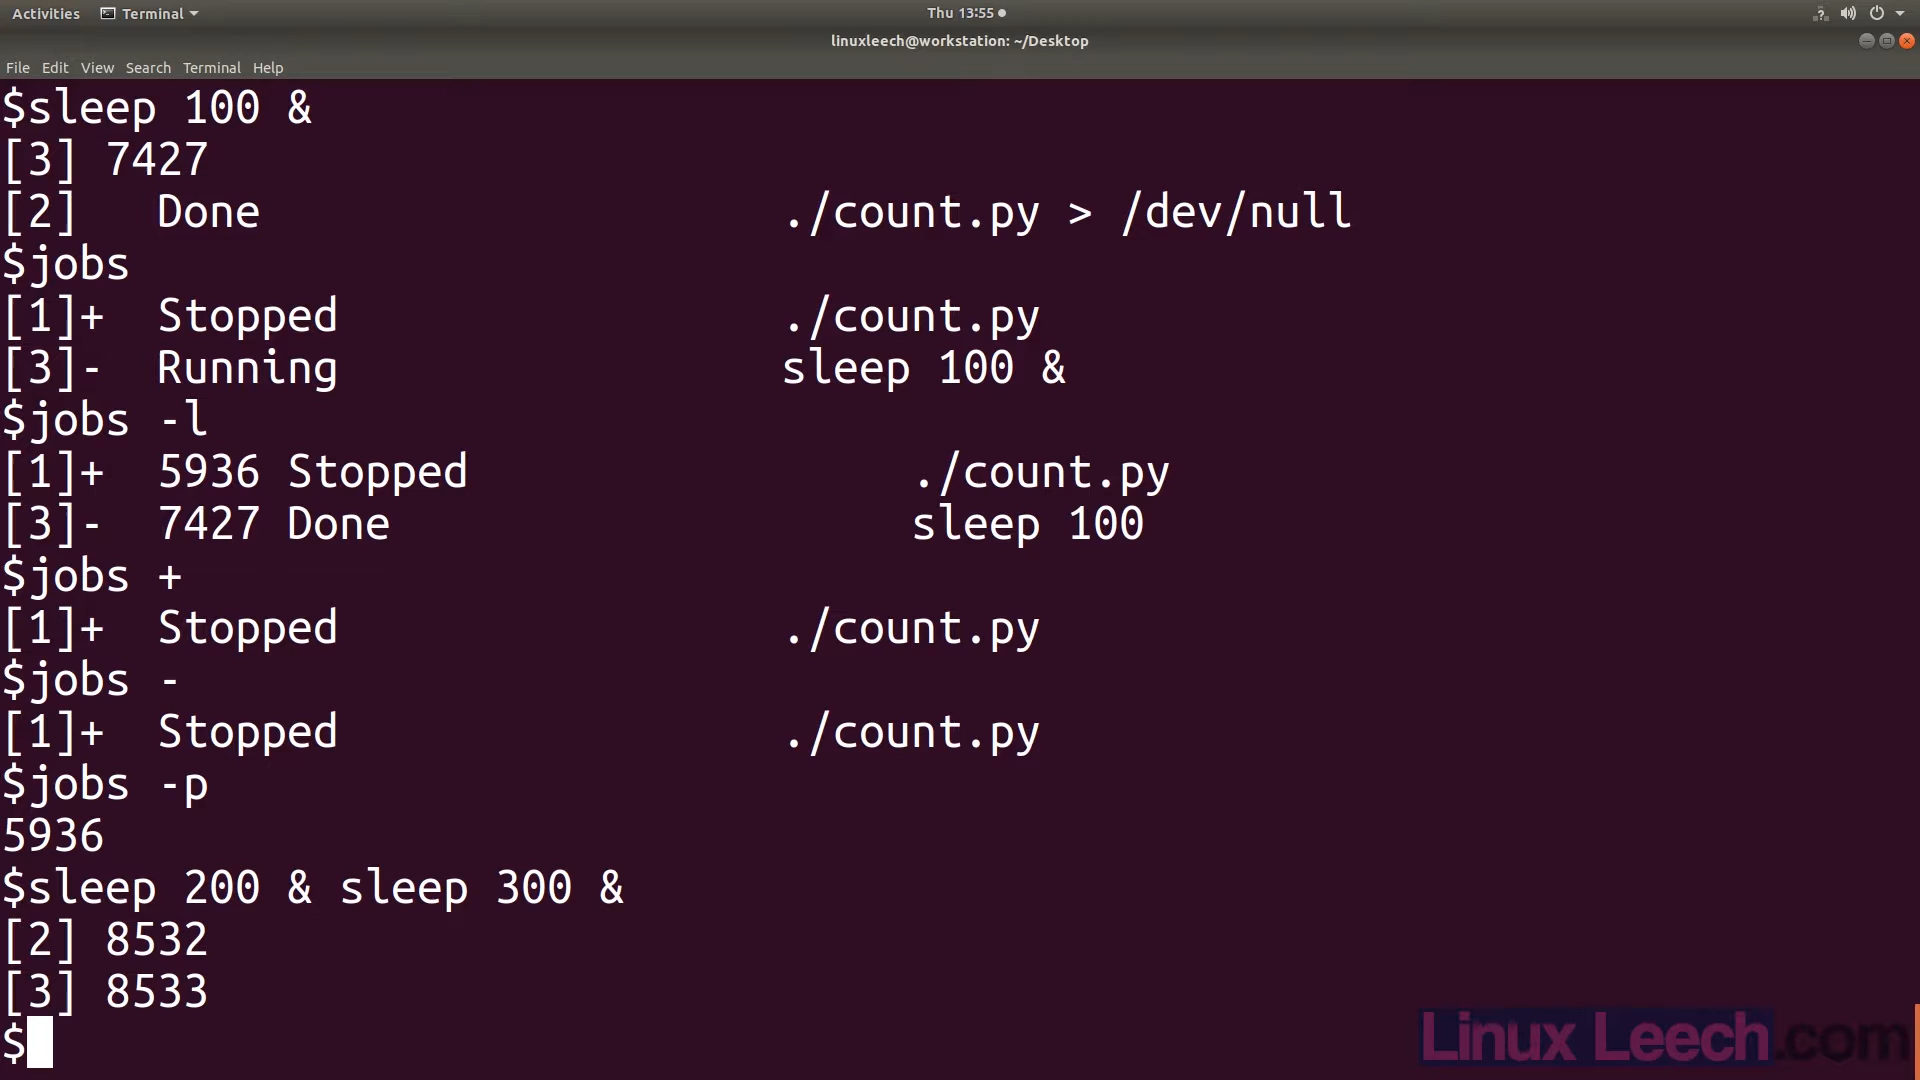 Activities Terminal Thu 13:55
linuxleech@workstation: ~/Desktop
File Edit View Search Terminal Help
$sleep 100 &
[3] 7427
[2]   Done                    ./count.py > /dev/null
$jobs
[1]+  Stopped                 ./count.py
[3]-  Running                 sleep 100 &
$jobs -l
[1]+  5936 Stopped                 ./count.py
[3]-  7427 Done                    sleep 100
$jobs +
[1]+  Stopped                 ./count.py
$jobs -
[1]+  Stopped                 ./count.py
$jobs -p
5936
$sleep 200 & sleep 300 &
[2] 8532
[3] 8533
$
Linux Leech.com